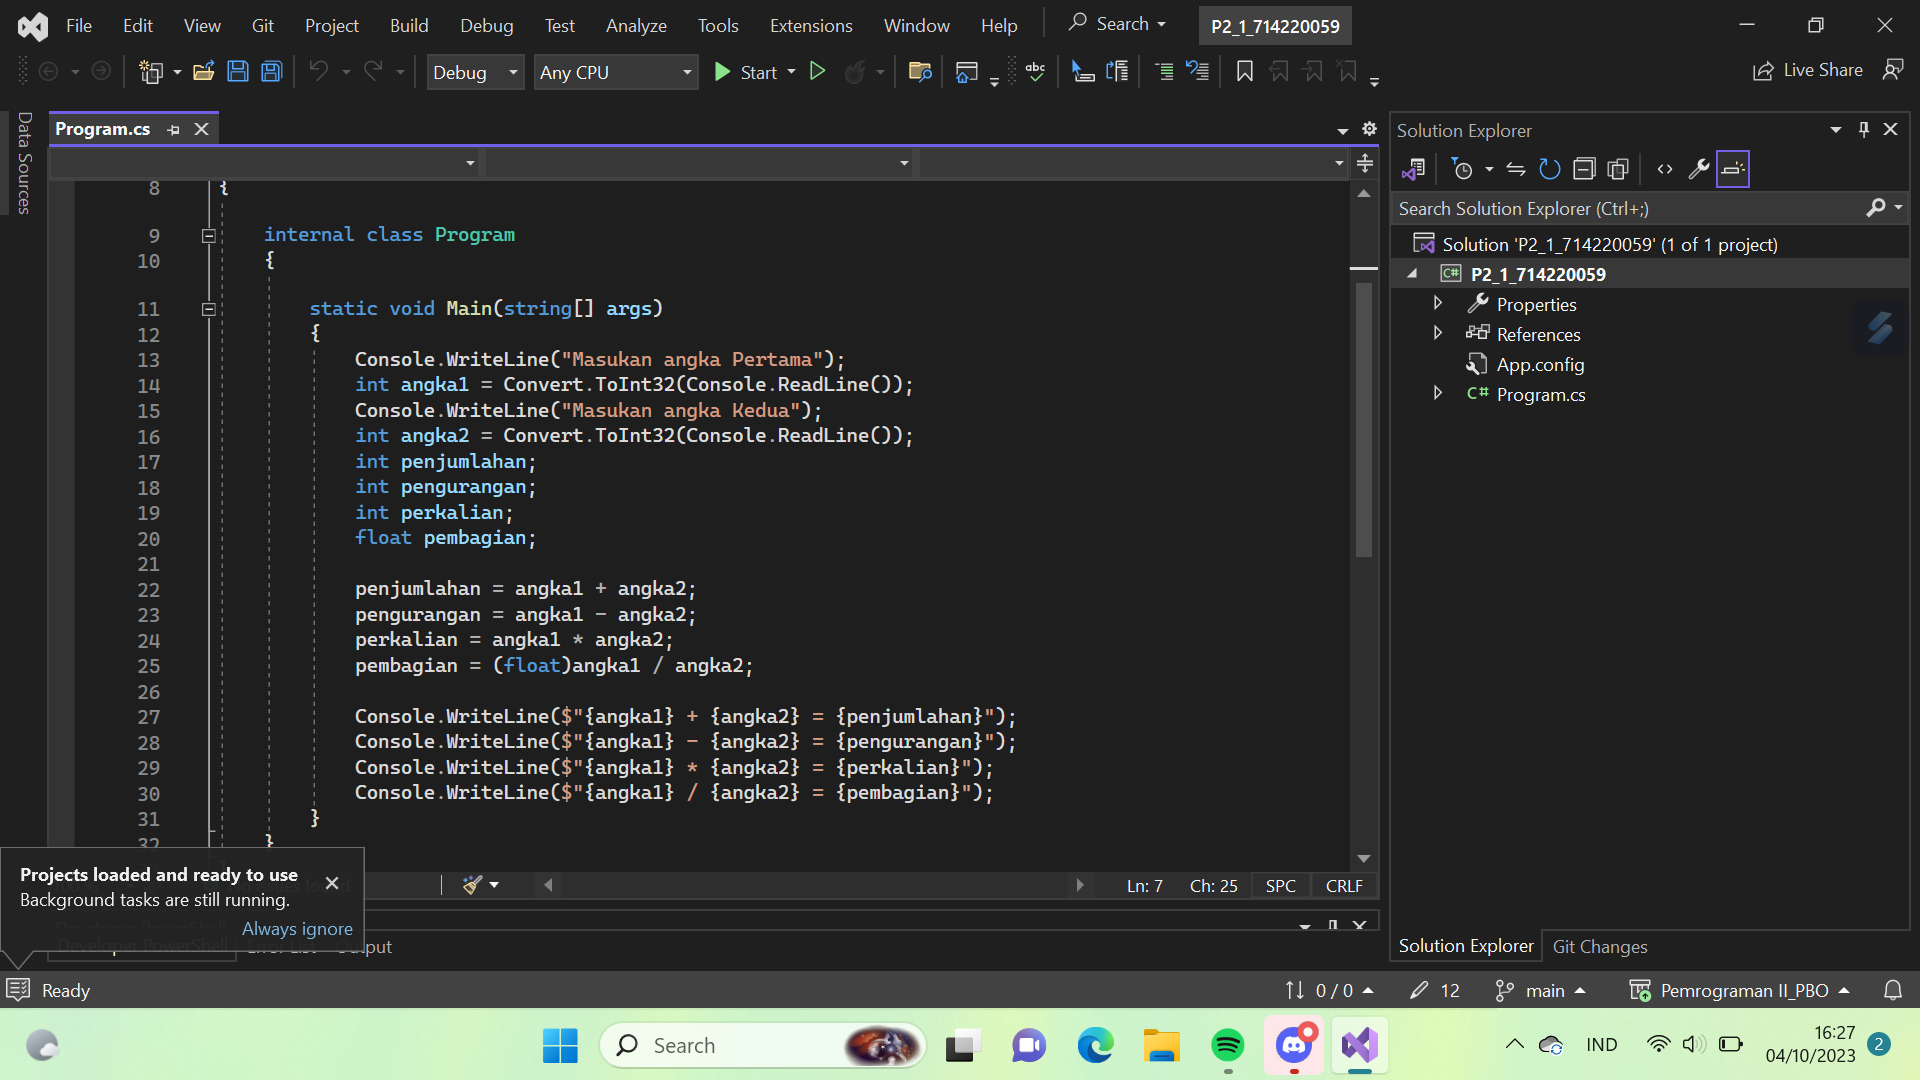 File Edit View Git Project Build Debug Test Analyze Tools Extensions Window Help Search P2_1_714220059
Debug Any CPU Start Live Share
Data Sources
Program.cs
8 {
9 internal class Program
10 {
11 static void Main(string[] args)
12 {
13 Console.WriteLine("Masukan angka Pertama");
14 int angka1 = Convert.ToInt32(Console.ReadLine());
15 Console.WriteLine("Masukan angka Kedua");
16 int angka2 = Convert.ToInt32(Console.ReadLine());
17 int penjumlahan;
18 int pengurangan;
19 int perkalian;
20 float pembagian;
21
22 penjumlahan = angka1 + angka2;
23 pengurangan = angka1 - angka2;
24 perkalian = angka1 * angka2;
25 pembagian = (float)angka1 / angka2;
26
27 Console.WriteLine($"{angka1} + {angka2} = {penjumlahan}");
28 Console.WriteLine($"{angka1} - {angka2} = {pengurangan}");
29 Console.WriteLine($"{angka1} * {angka2} = {perkalian}");
30 Console.WriteLine($"{angka1} / {angka2} = {pembagian}");
31 }
32 }
Ln: 7 Ch: 25 SPC CRLF
Projects loaded and ready to use
Background tasks are still running.
Always ignore
Developer PowerShell Error List Output
Solution Explorer
Search Solution Explorer (Ctrl+;)
Solution 'P2_1_714220059' (1 of 1 project)
C# P2_1_714220059
Properties
References
App.config
C# Program.cs
Solution Explorer Git Changes
Ready 0 / 0 12 main Pemrograman II_PBO
Search
IND
16:27
04/10/2023
2
abc